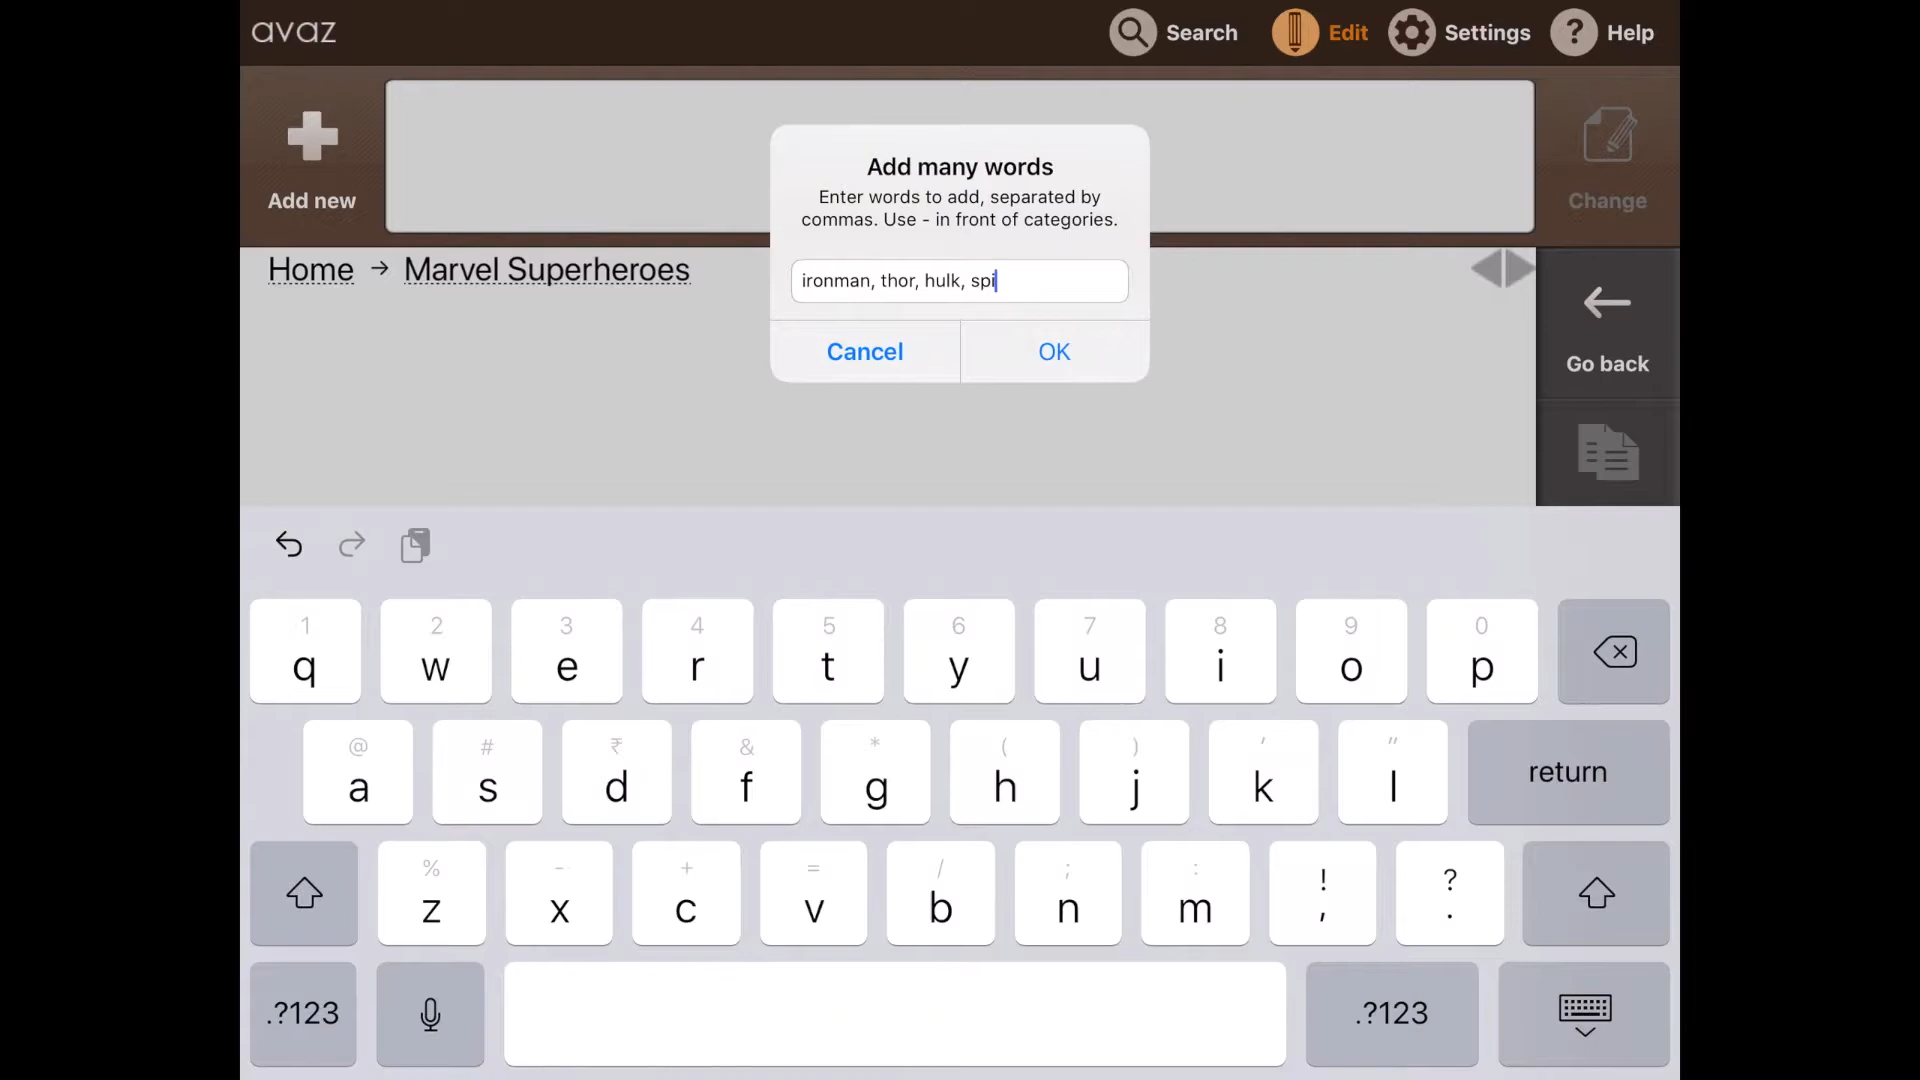 avaz
Search
Edit
Settings
? Help
Add new
Change
Add many words
Enter words to add, separated by
commas. Use - in front of categories.
ironman, thor, hulk, spi
Cancel
OK
Home → Marvel Superheroes
Go back
1 2 3 4 5 6 7 8 9 0
q w e r t y u i o p
@ # ₹ & * ( ) ' "
a s d f g h j k l
return
% - + = / ; : ! ?
z x c v b n m , .
.?123
.?123